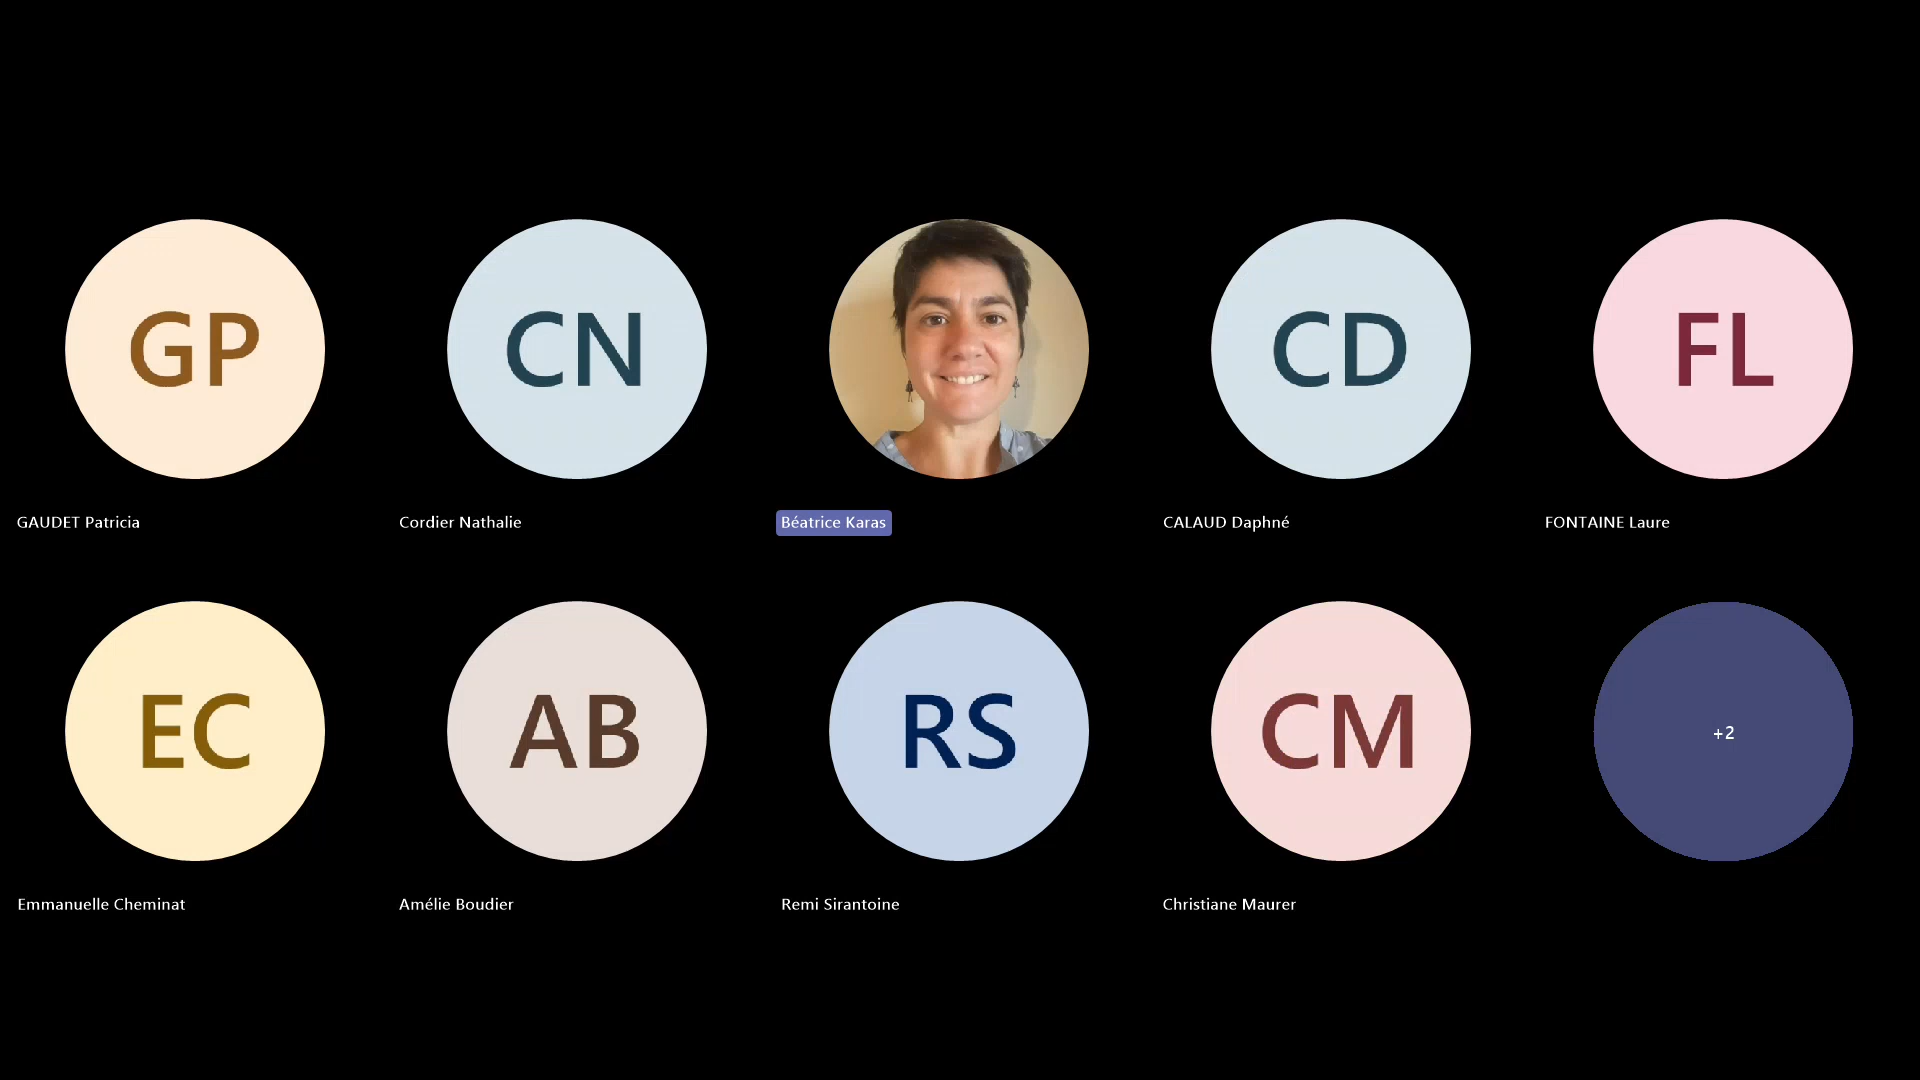 GP
CN
CD
FL
GAUDET Patricia
Cordier Nathalie
Béatrice Karas
CALAUD Daphné
FONTAINE Laure
EC
AB
RS
CM
+2
Emmanuelle Cheminat
Amélie Boudier
Remi Sirantoine
Christiane Maurer